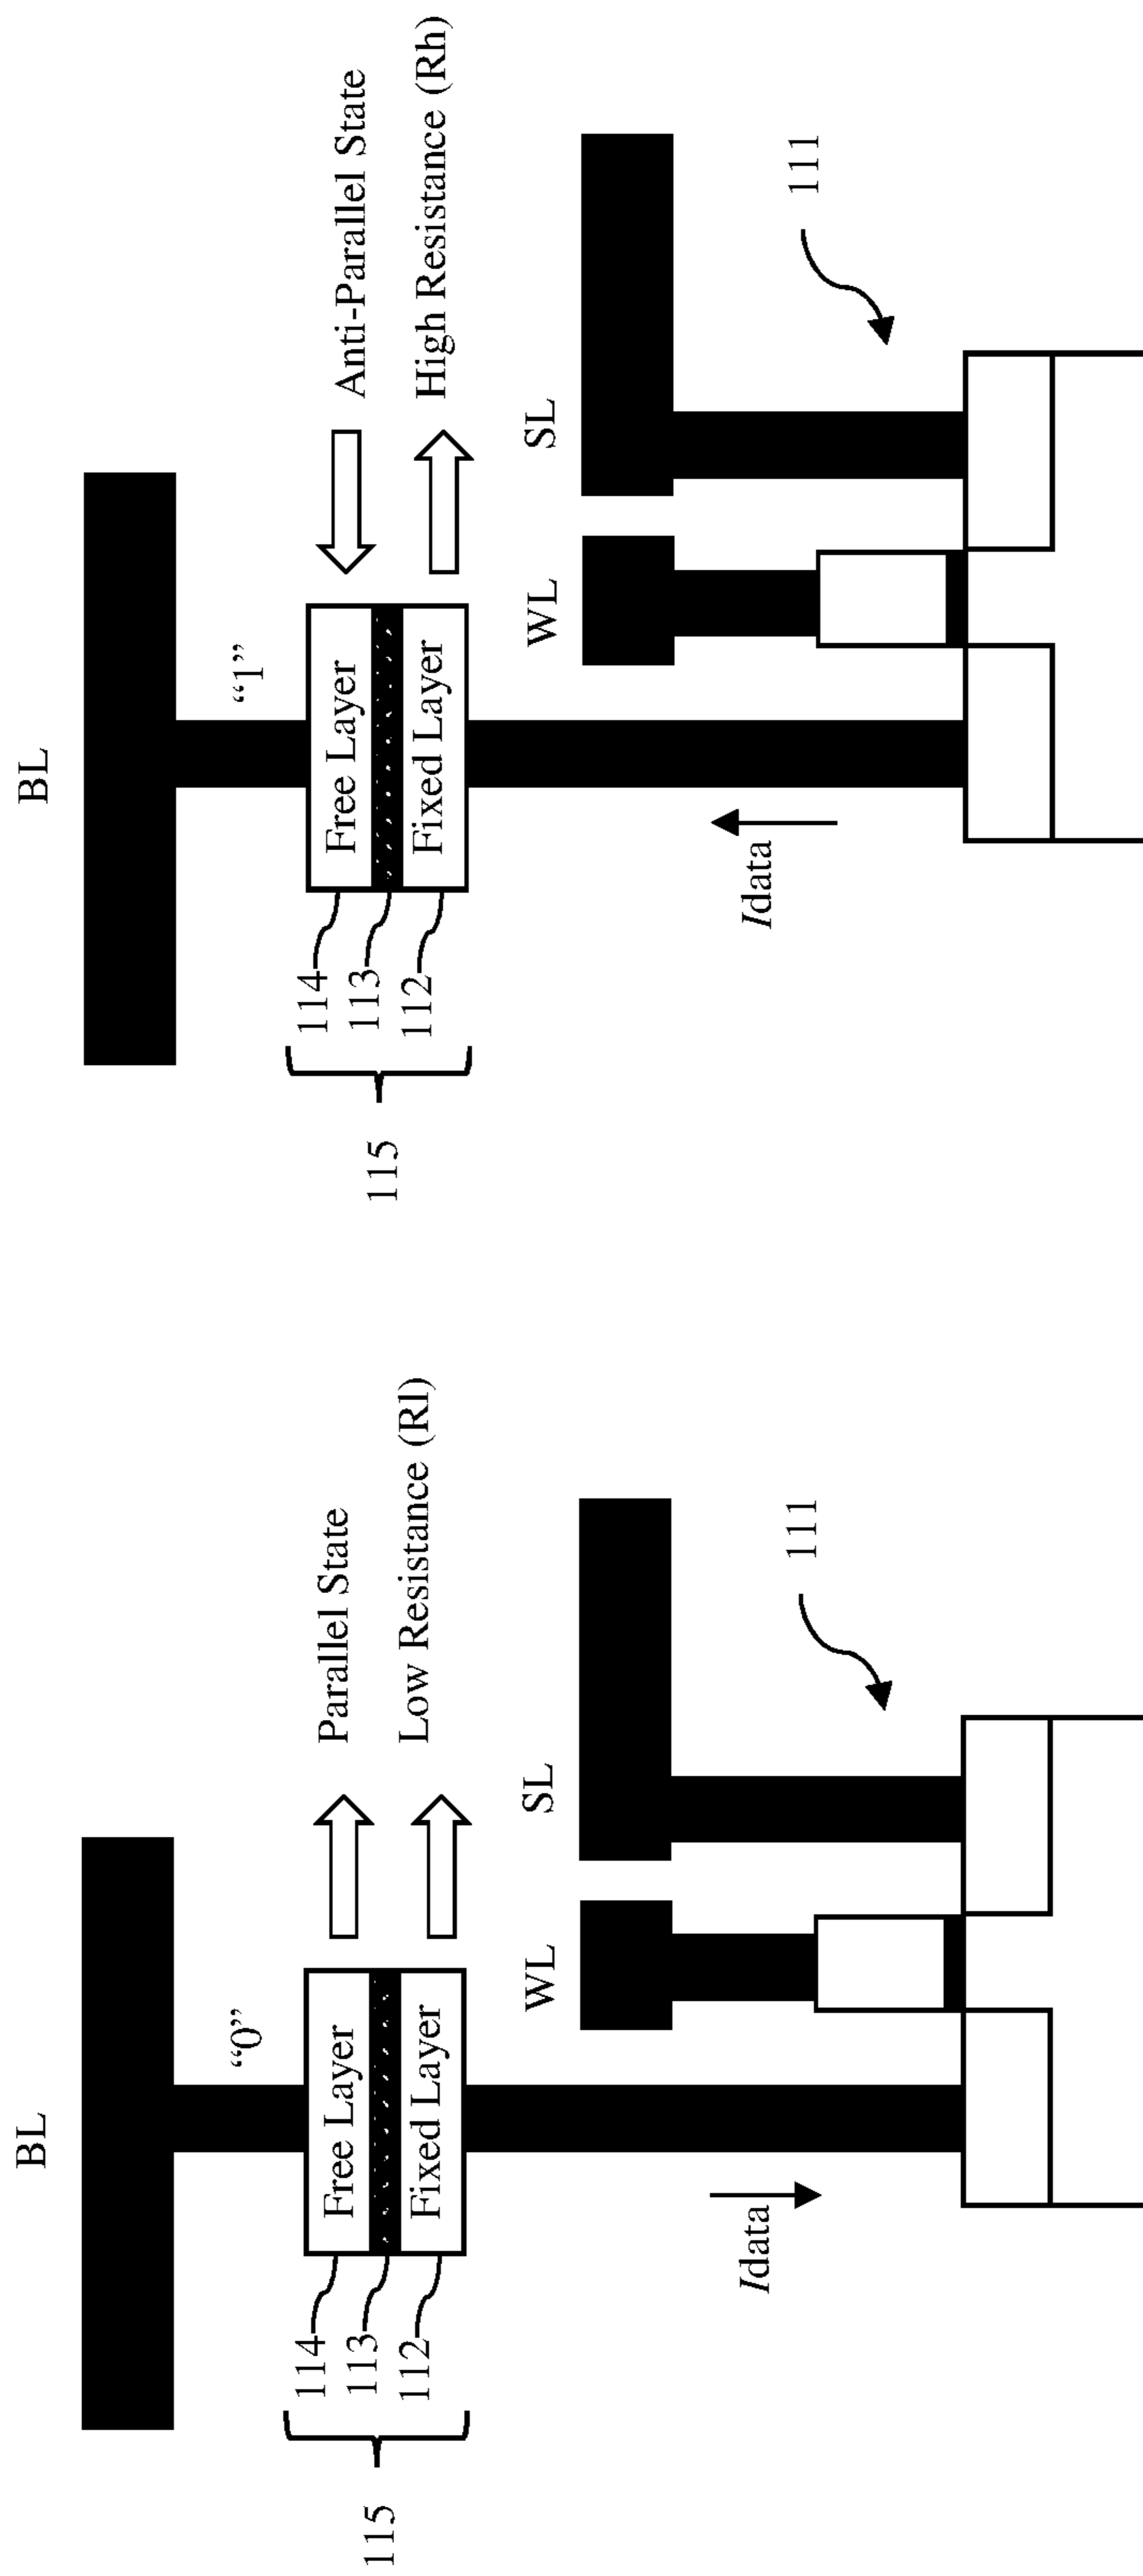 BL
“0”
114
113
112
115
Free Layer
Fixed Layer
Parallel State
Low Resistance (Rl)
WL
SL
Idata
111
BL
“1”
114
113
112
115
Free Layer
Fixed Layer
Anti-Parallel State
High Resistance (Rh)
WL
SL
Idata
111